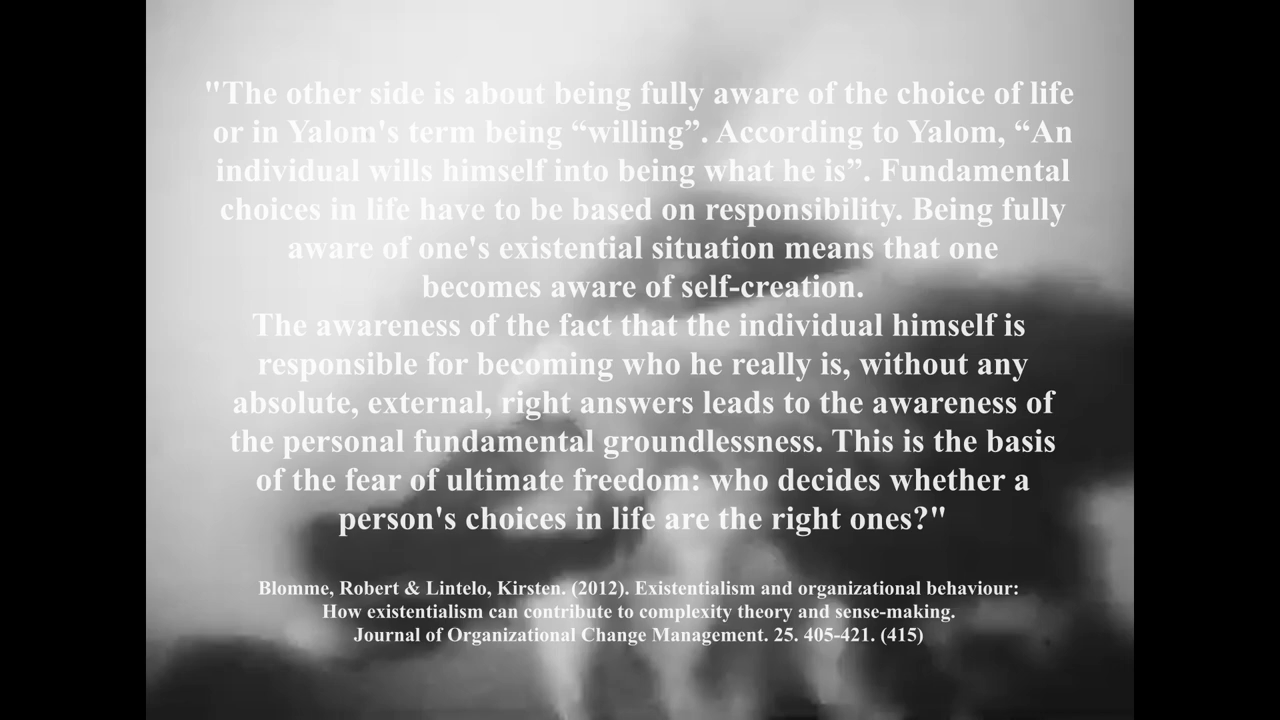 "The other side is about being fully aware of the choice of life
or in Yalom's term being “willing”. According to Yalom, “An
individual wills himself into being what he is”. Fundamental
choices in life have to be based on responsibility. Being fully
aware of one's existential situation means that one
becomes aware of self-creation.
The awareness of the fact that the individual himself is
responsible for becoming who he really is, without any
absolute, external, right answers leads to the awareness of
the personal fundamental groundlessness. This is the basis
of the fear of ultimate freedom: who decides whether a
person's choices in life are the right ones?"
Blomme, Robert & Lintelo, Kirsten. (2012). Existentialism and organizational behaviour:
How existentialism can contribute to complexity theory and sense-making.
Journal of Organizational Change Management. 25. 405-421. (415)